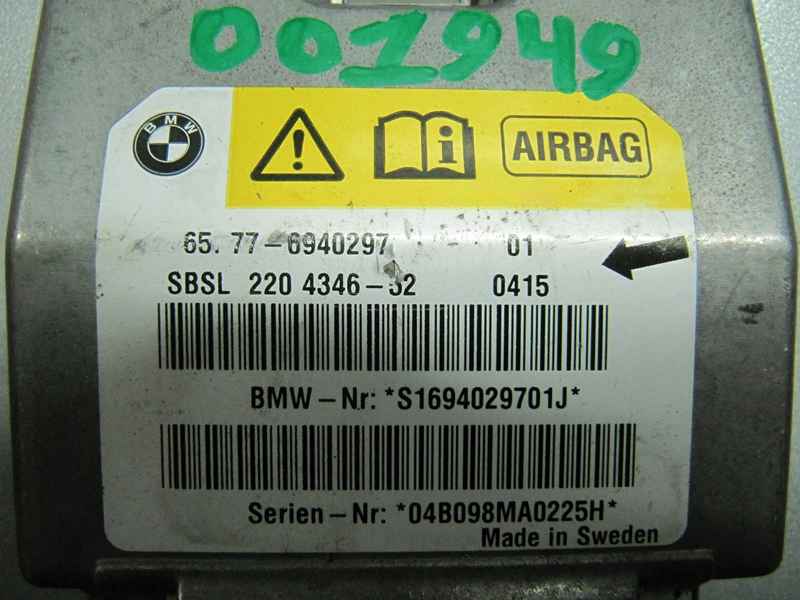 001949
BMW
AIRBAG
65.77-6940297 01
SBSL 220 4346-52 0415
BMW-Nr: *S1694029701J*
Serien-Nr: *04B098MA0225H*
Made in Sweden